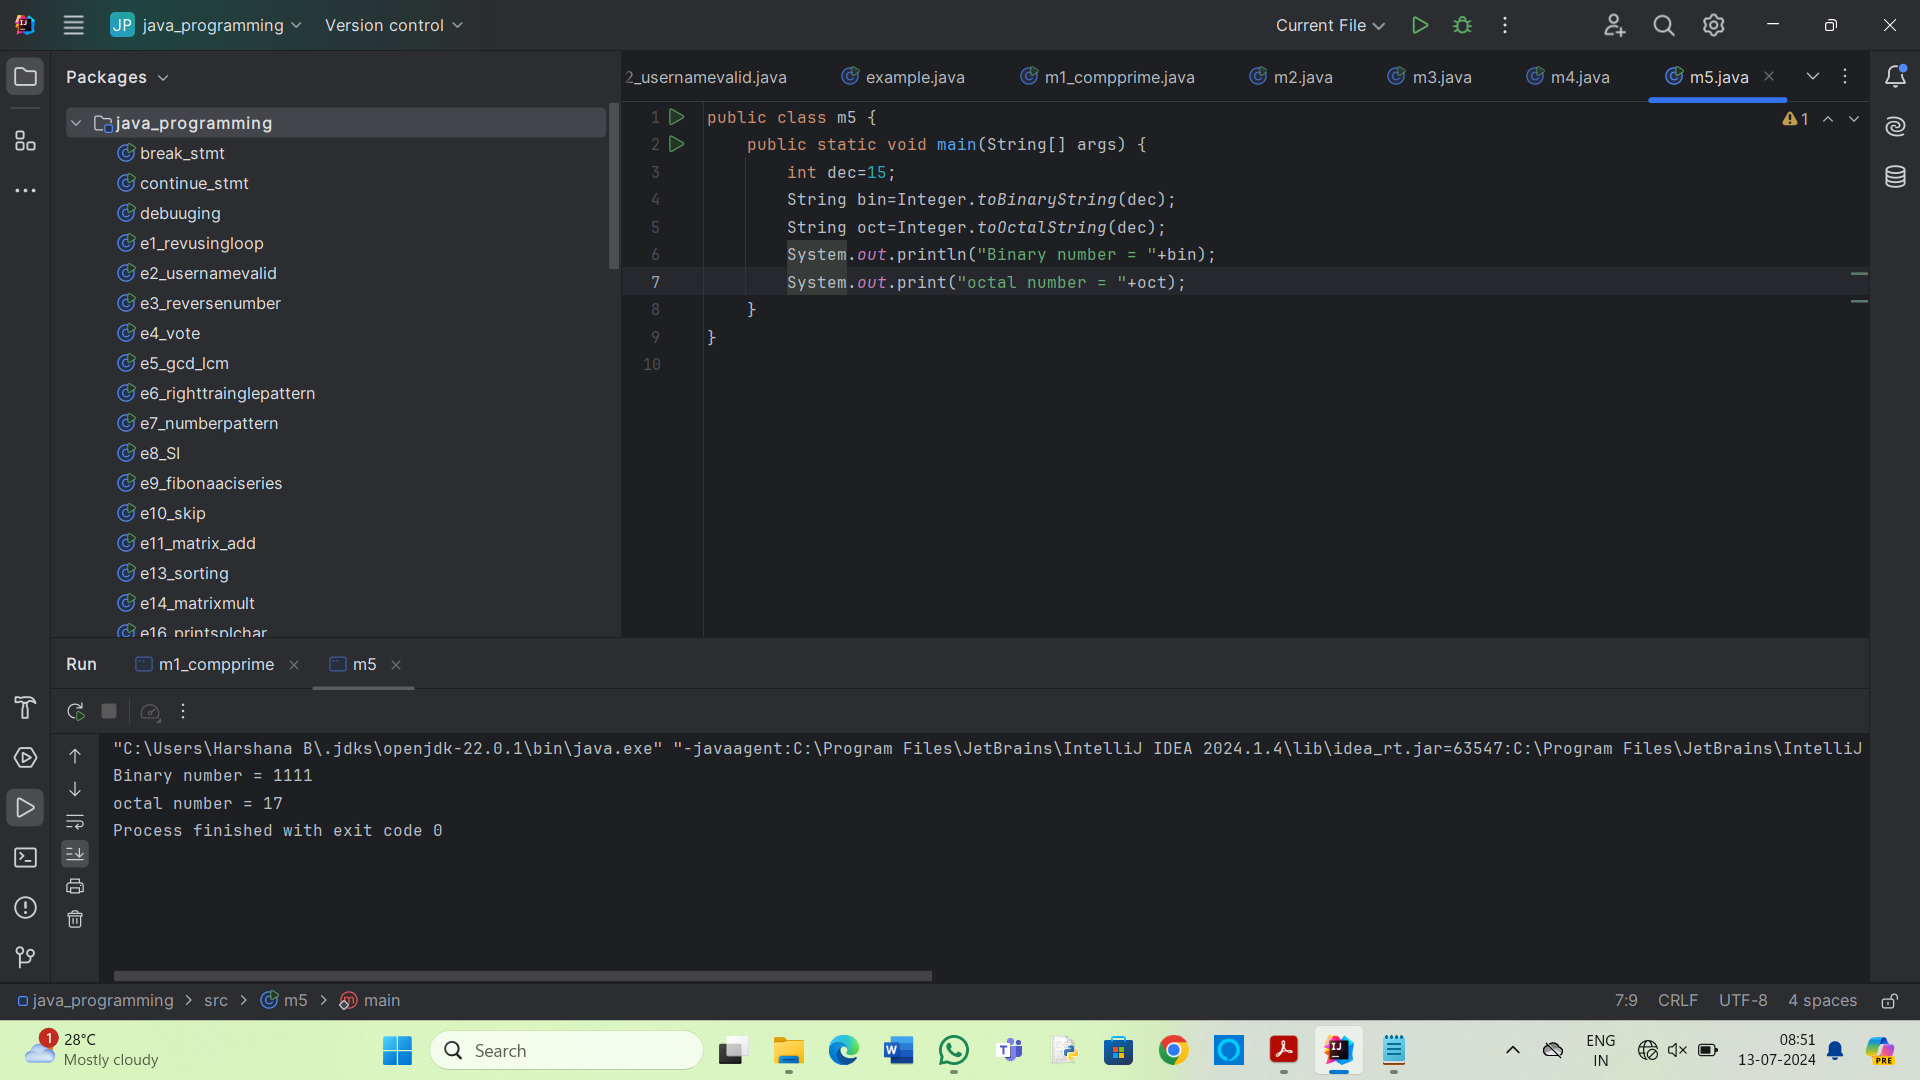 JP java_programming Version control Current File
Packages
2_usernamevalid.java example.java m1_compprime.java m2.java m3.java m4.java m5.java
java_programming
break_stmt
continue_stmt
debuuging
e1_revusingloop
e2_usernamevalid
e3_reversenumber
e4_vote
e5_gcd_lcm
e6_righttrainglepattern
e7_numberpattern
e8_SI
e9_fibonaaciseries
e10_skip
e11_matrix_add
e13_sorting
e14_matrixmult
e16_printsplchar
1 public class m5 {
2 public static void main(String[] args) {
3 int dec=15;
4 String bin=Integer.toBinaryString(dec);
5 String oct=Integer.toOctalString(dec);
6 System.out.println("Binary number = "+bin);
7 System.out.print("octal number = "+oct);
8 }
9 }
10
1
Run m1_compprime m5
"C:\Users\Harshana B\.jdks\openjdk-22.0.1\bin\java.exe" "-javaagent:C:\Program Files\JetBrains\IntelliJ IDEA 2024.1.4\lib\idea_rt.jar=63547:C:\Program Files\JetBrains\IntelliJ
Binary number = 1111
octal number = 17
Process finished with exit code 0
java_programming > src > m5 > main 7:9 CRLF UTF-8 4 spaces
1
28°C
Mostly cloudy
Search
ENG
IN
08:51
13-07-2024
PRE